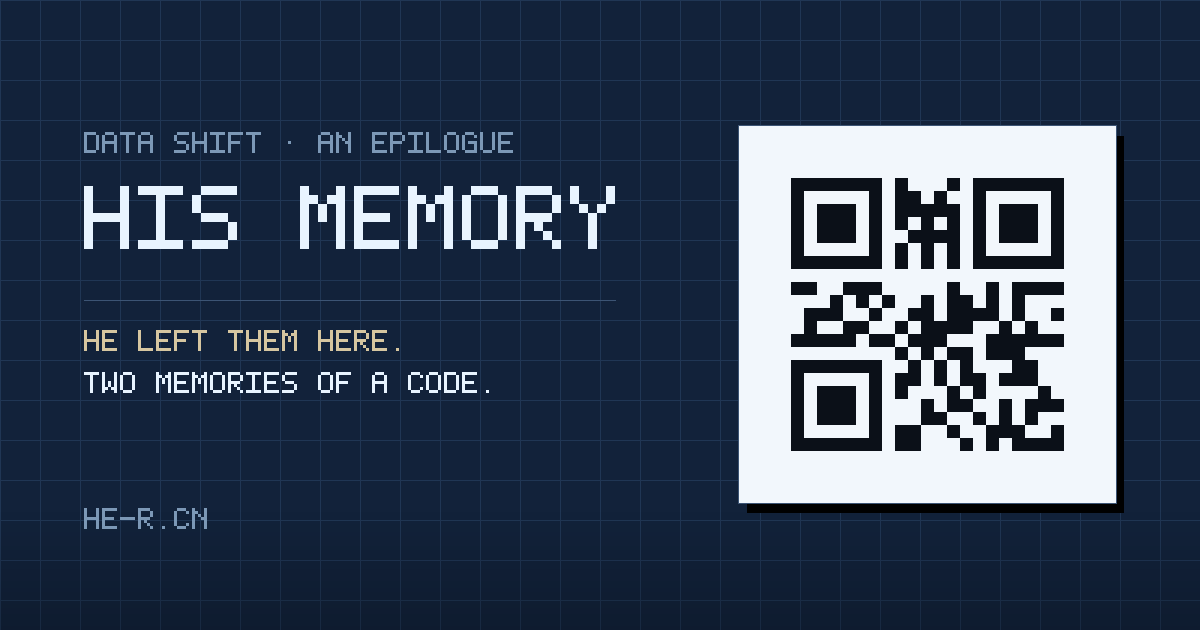 DATA SHIFT · AN EPILOGUE
HIS MEMORY
HE LEFT THEM HERE.
TWO MEMORIES OF A CODE.
HE-R.CN